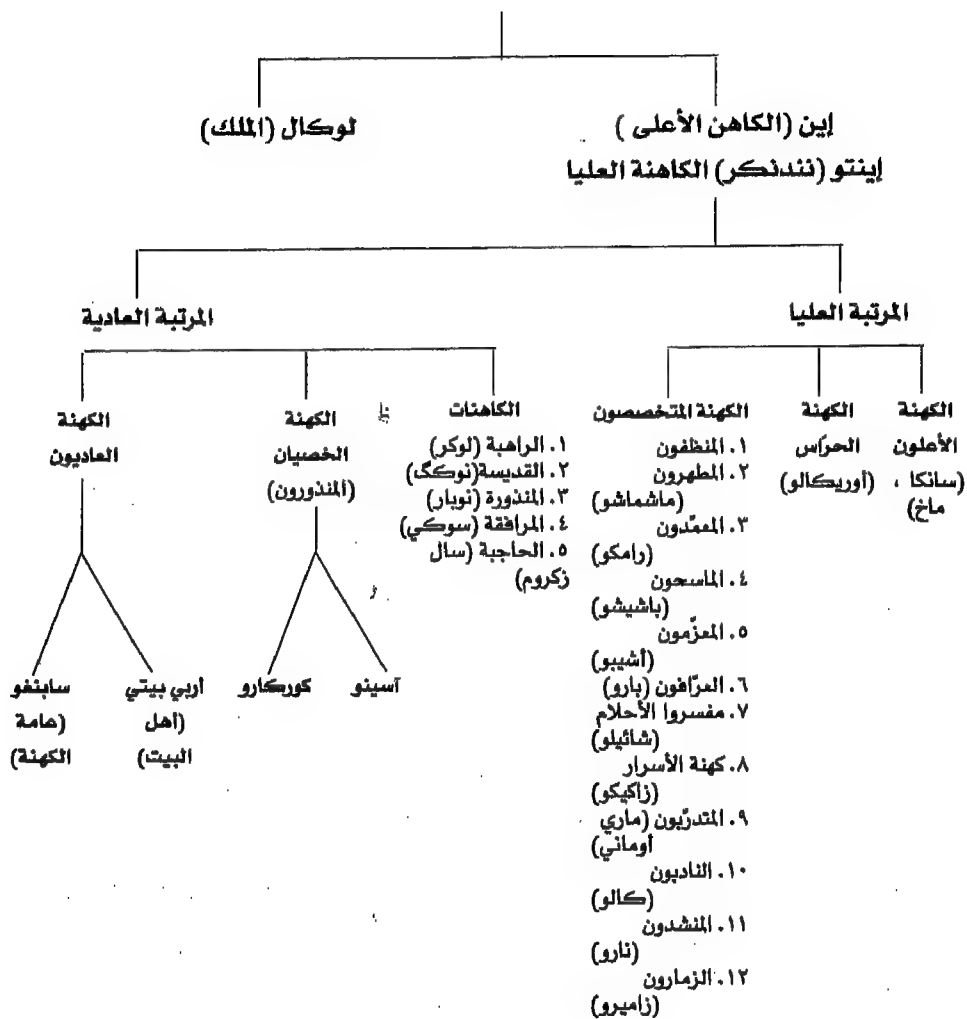 إين (الكاهن الأعلى )
إينتو (نندنكر) الكاهنة العليا
لوكال (الملك)
المرتبة العليا
المرتبة العادية
الكهنة
الأعلون
(سانكا ،
ماخ)
الكهنة
الحراس
(أوريكالو)
الكهنة المتخصصون
١. المنظفون
٢. المطهرون
(ماشماشو)
٣. المعمّدون
(رامكو)
٤. الماسحون
(باشيشو)
٥. المعزّمون
(أشيبو)
٦. العرّافون (بارو)
٧. مفسروا الأحلام
(شائيلو)
٨. كهنة الأسرار
(زاكيكو)
٩. المتدرّبون (ماري
أوماني)
١٠. النادبون
(كالو)
١١. المنشدون
(نارو)
١٢. الزمارون
(زاميرو)
الكاهنات
١. الراهبة (لوكر)
٢. القديسة(نوكگ)
٣. المنذورة (نوبار)
٤. المرافقة (سوكي)
٥. الحاجبة (سال
زكروم)
الكهنة
الخصيان
(المنذورون)
آسينو
كوركارو
الكهنة
العاديون
أربي بيتي
(أهل
البيت)
سابنغو
(عامة
الكهنة)